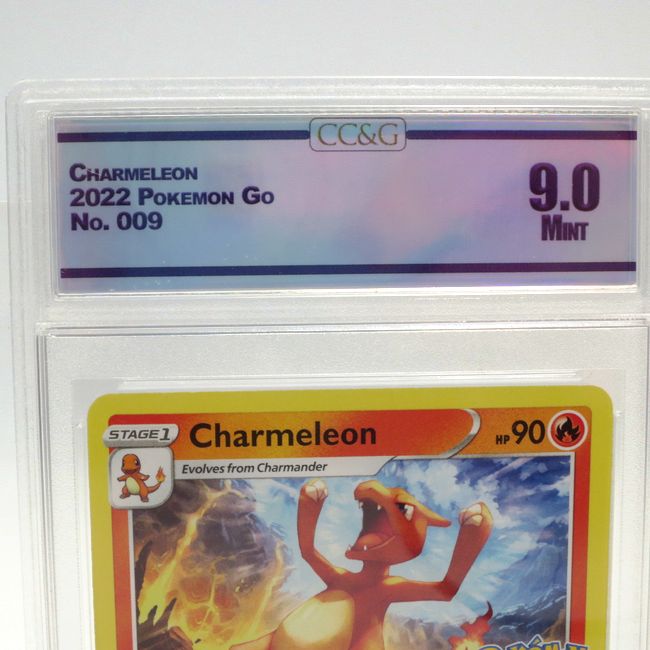 CC&G
CHARMELEON
2022 POKEMON GO
NO. 009
9.0
MINT
STAGE 1
Charmeleon
HP 90
Evolves from Charmander